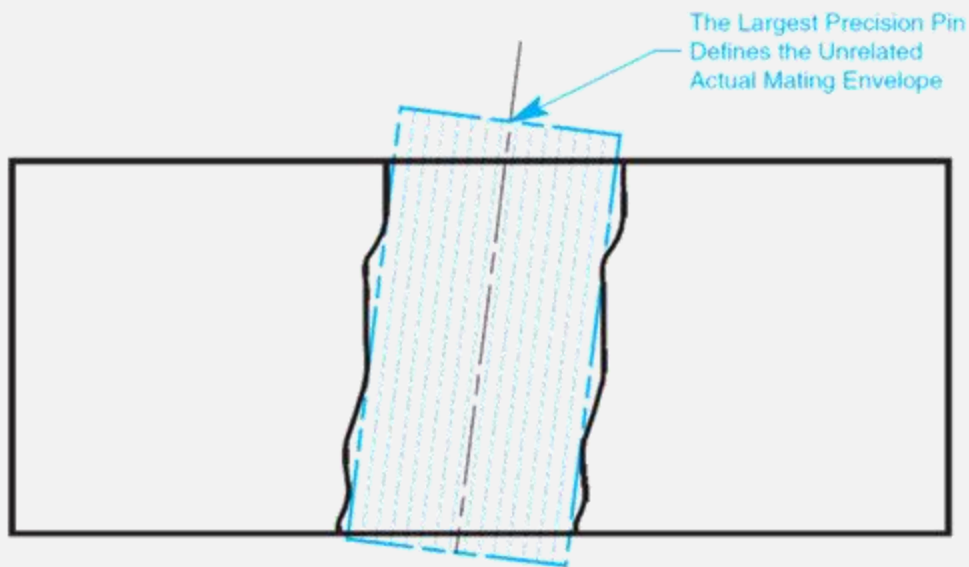 The Largest Precision Pin
Defines the Unrelated
Actual Mating Envelope